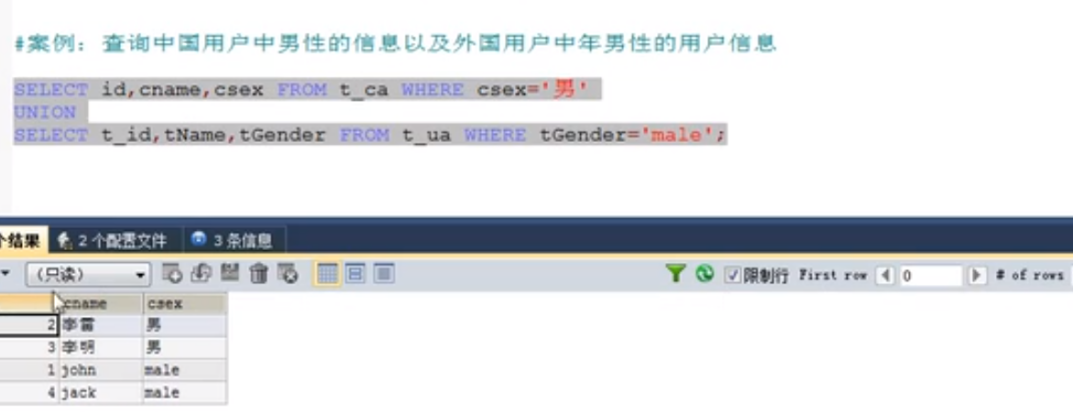 #案例：查询中国用户中男性的信息以及外国用户中年男性的用户信息
SELECT id,cname,csex FROM t_ca WHERE csex='男'
UNION
SELECT t_id,tName,tGender FROM t_ua WHERE tGender='male';
个结果 2 个配置文件 3 条信息
（只读） 限制行 First row 0 # of rows
cname csex
2 李雷 男
3 李明 男
1 john male
4 jack male